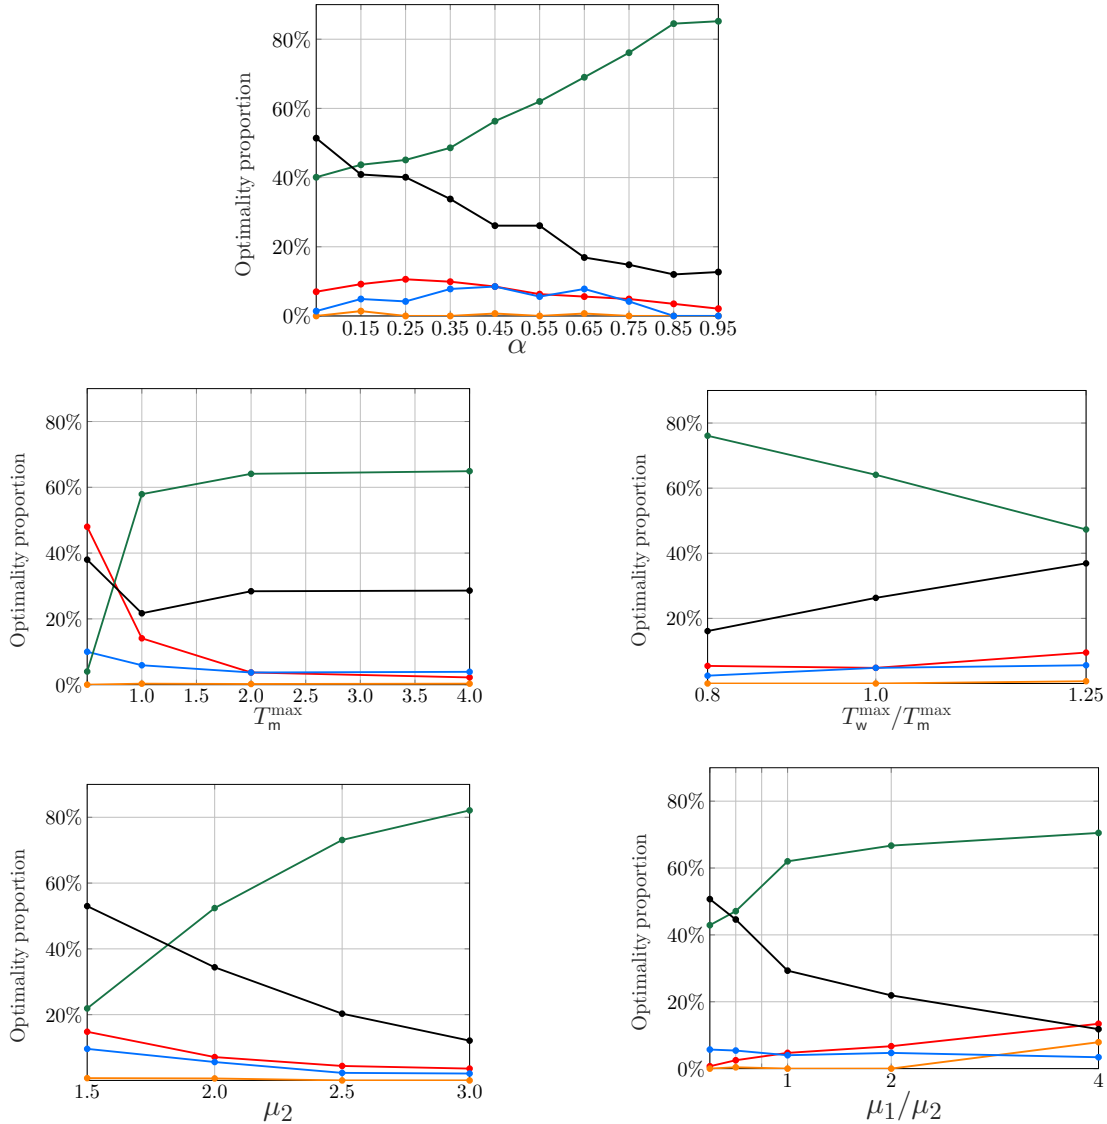 80%
60%
40%
20%
0%
Optimality proportion
0.15 0.25 0.35 0.45 0.55 0.65 0.75 0.85 0.95
α
80%
60%
40%
20%
0%
Optimality proportion
1.0 1.5 2.0 2.5 3.0 3.5 4.0
T_m^max
80%
60%
40%
20%
0%
Optimality proportion
0.8 1.0 1.25
T_w^max/T_m^max
80%
60%
40%
20%
Optimality proportion
1.5 2.0 2.5 3.0
μ₂
80%
60%
40%
20%
0%
Optimality proportion
1 2 4
μ₁/μ₂